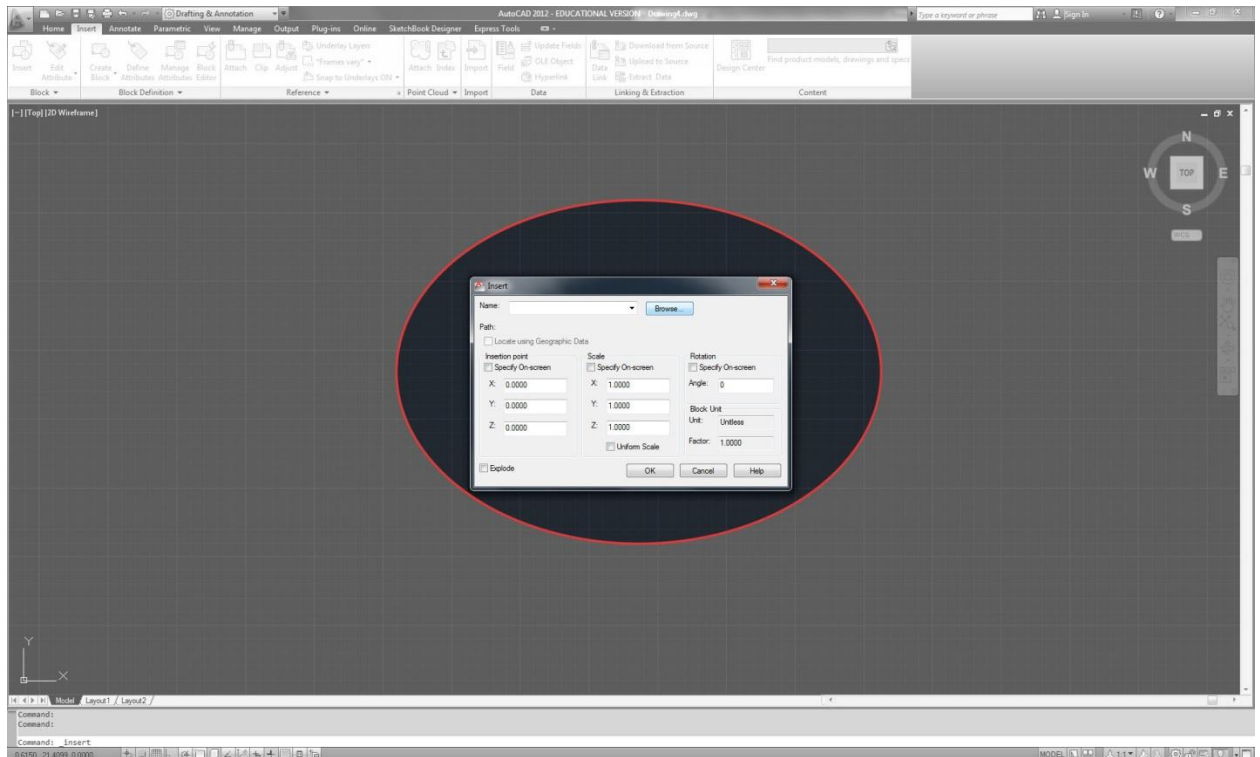 Drafting & Annotation
AutoCAD 2012 - EDUCATIONAL VERSION Drawing4.dwg
Type a keyword or phrase
Sign In
Home Insert Annotate Parametric View Manage Output Plug-ins Online SketchBook Designer Express Tools
Underlay Layers
Update Fields
Download from Source
*Frames vary*
OLE Object
Upload to Source
Find product models, drawings and specs
Insert Edit Attribute
Create Block
Define Attributes
Manage Attributes
Block Editor
Attach Clip Adjust
Snap to Underlays ON
Attach Index Import Field
Hyperlink
Data Link
Extract Data
Design Center
Block Block Definition Reference Point Cloud Import Data Linking & Extraction Content
[−] [Top] [2D Wireframe]
N
W TOP E
S
WCS
Insert
Name: Browse...
Path:
Locate using Geographic Data
Insertion point Scale Rotation
Specify On-screen Specify On-screen Specify On-screen
X: 0.0000 X: 1.0000 Angle: 0
Y: 0.0000 Y: 1.0000
Block Unit
Z: 0.0000 Z: 1.0000 Unit: Unitless
Uniform Scale Factor: 1.0000
Explode OK Cancel Help
Y
X
Model Layout1 Layout2
Command:
Command:
Command: _insert
MODEL 1:1